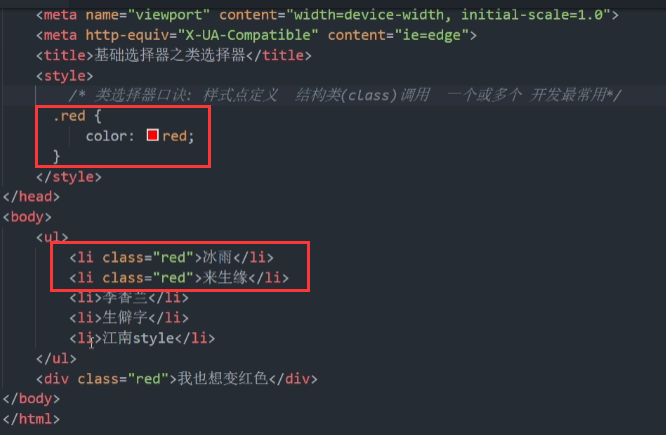 <meta name="viewport" content="width=device-width, initial-scale=1.0">
<meta http-equiv="X-UA-Compatible" content="ie=edge">
<title>基础选择器之类选择器</title>
<style>
/* 类选择器口诀: 样式点定义 结构类(class)调用 一个或多个 开发最常用*/
.red {
color: red;
}
</style>
</head>
<body>
<ul>
<li class="red">冰雨</li>
<li class="red">来生缘</li>
<li>李香兰</li>
<li>生僻字</li>
<li>江南style</li>
</ul>
<div class="red">我也想变红色</div>
</body>
</html>